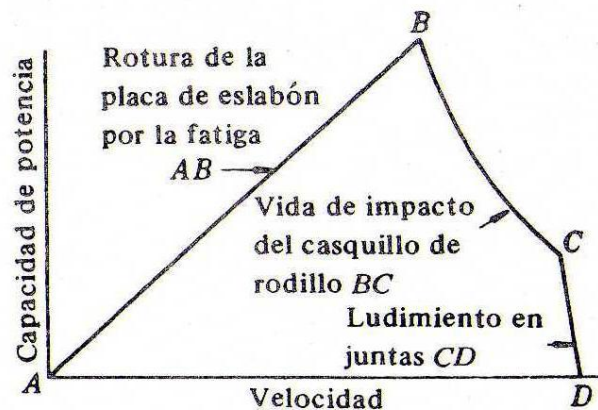 B
Capacidad de potencia
Rotura de la
placa de eslabón
por la fatiga
AB
Vida de impacto
del casquillo de
rodillo BC
C
Ludimiento en
juntas CD
A
Velocidad
D